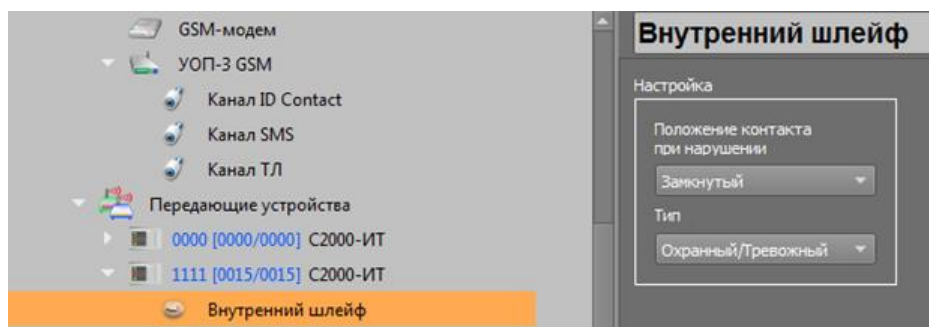 GSM-модем
УОП-3 GSM
Канал ID Contact
Канал SMS
Канал ТЛ
Передающие устройства
0000 [0000/0000] С2000-ИТ
1111 [0015/0015] С2000-ИТ
Внутренний шлейф
Внутренний шлейф
Настройка
Положение контакта
при нарушении
Замкнутый
Тип
Охранный/Тревожный